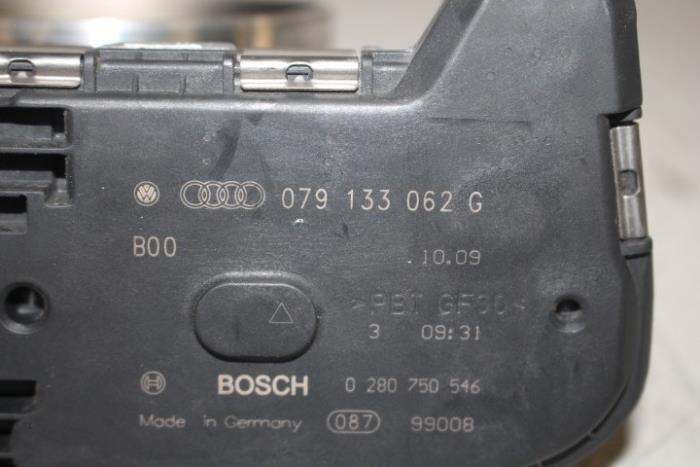 079 133 062 G
B00 10.09
>PBT GF30<
3 09:31
BOSCH 0 280 750 546
Made in Germany 087 99008